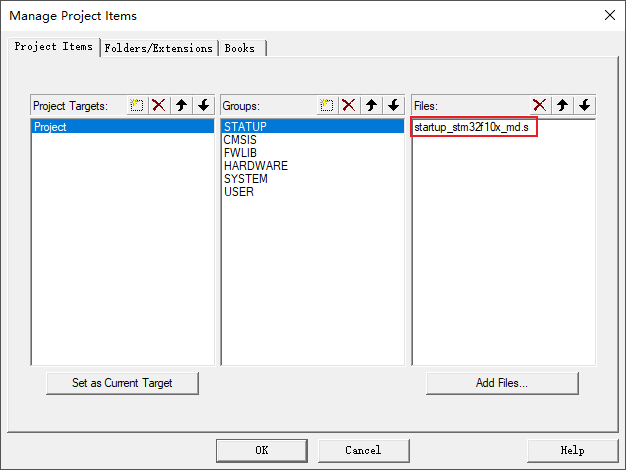 Manage Project Items
Project Items
Folders/Extensions
Books
Project Targets:
Groups:
Files:
Project
STATUP
CMSIS
FWLIB
HARDWARE
SYSTEM
USER
startup_stm32f10x_md.s
Set as Current Target
Add Files...
OK
Cancel
Help